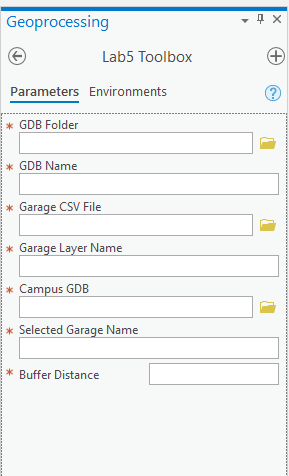 Geoprocessing
Lab5 Toolbox
Parameters Environments
* GDB Folder
* GDB Name
* Garage CSV File
* Garage Layer Name
* Campus GDB
* Selected Garage Name
* Buffer Distance